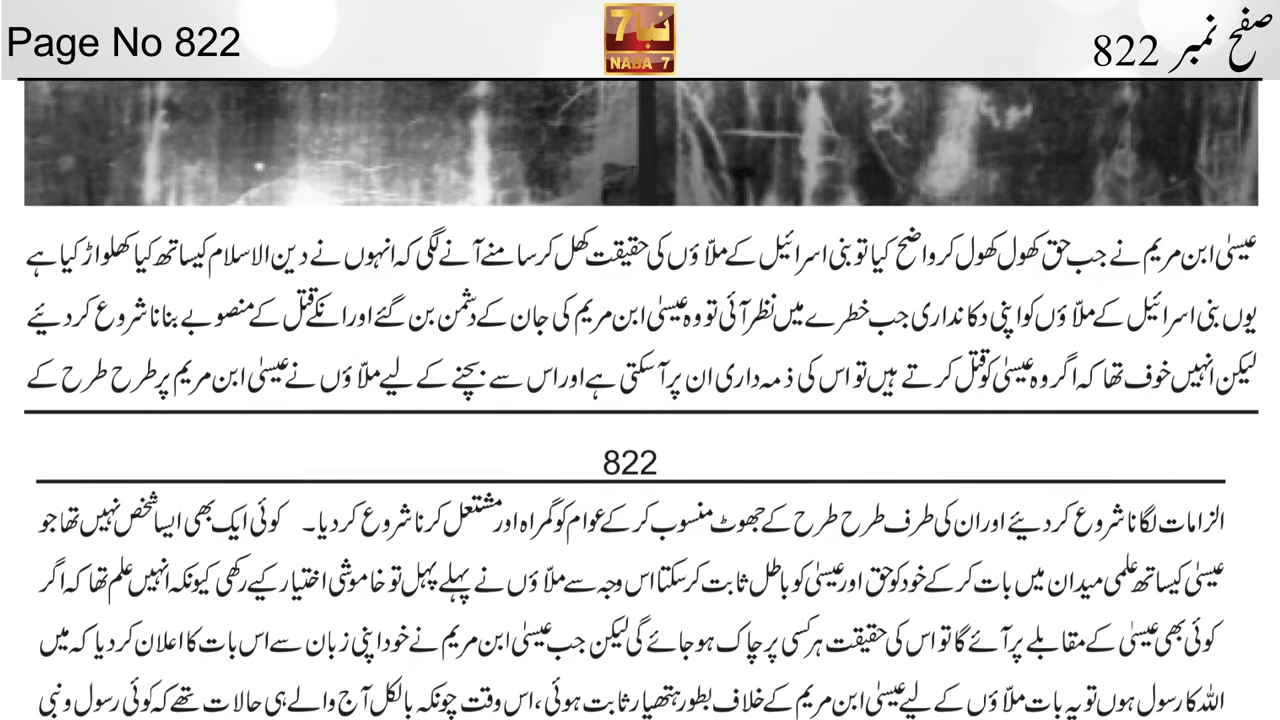 Page No 822
نبا 7
NABA 7
صفحہ نمبر 822
عیسیٰ ابن مریم نے جب حق کھول کھول کر واضح کیا تو بنی اسرائیل کے ملاّؤں کی حقیقت کھل کر سامنے آنے لگی کہ انہوں نے دین الاسلام کیساتھ کیا کھلواڑ کیا ہے
یوں بنی اسرائیل کے ملاّؤں کو اپنی دکانداری جب خطرے میں نظر آئی تو وہ عیسیٰ ابن مریم کی جان کے دشمن بن گئے اور انکے قتل کے منصوبے بنانا شروع کر دیئے
لیکن انہیں خوف تھا کہ اگر وہ عیسیٰ کو قتل کرتے ہیں تو اس کی ذمہ داری ان پر آسکتی ہے اور اس سے بچنے کے لیے ملاّؤں نے عیسیٰ ابن مریم پر طرح طرح کے
822
الزامات لگانا شروع کر دیئے اور ان کی طرف طرح طرح کے جھوٹ منسوب کر کے عوام کو گمراہ اور مشتعل کرنا شروع کر دیا۔ کوئی ایک بھی ایسا شخص نہیں تھا جو
عیسیٰ کیساتھ علمی میدان میں بات کر کے خود کو حق اور عیسیٰ کو باطل ثابت کر سکتا اس وجہ سے ملاّؤں نے پہلے پہل تو خاموشی اختیار کیے رکھی کیونکہ انہیں علم تھا کہ اگر
کوئی بھی عیسیٰ کے مقابلے پر آئے گا تو اس کی حقیقت ہر کسی پر چاک ہو جائے گی لیکن جب عیسیٰ ابن مریم نے خود اپنی زبان سے اس بات کا اعلان کر دیا کہ میں
اللہ کا رسول ہوں تو یہ بات ملاّؤں کے لیے عیسیٰ ابن مریم کے خلاف بطور ہتھیار ثابت ہوئی، اس وقت چونکہ بالکل آج والے ہی حالات تھے کہ کوئی رسول و نبی